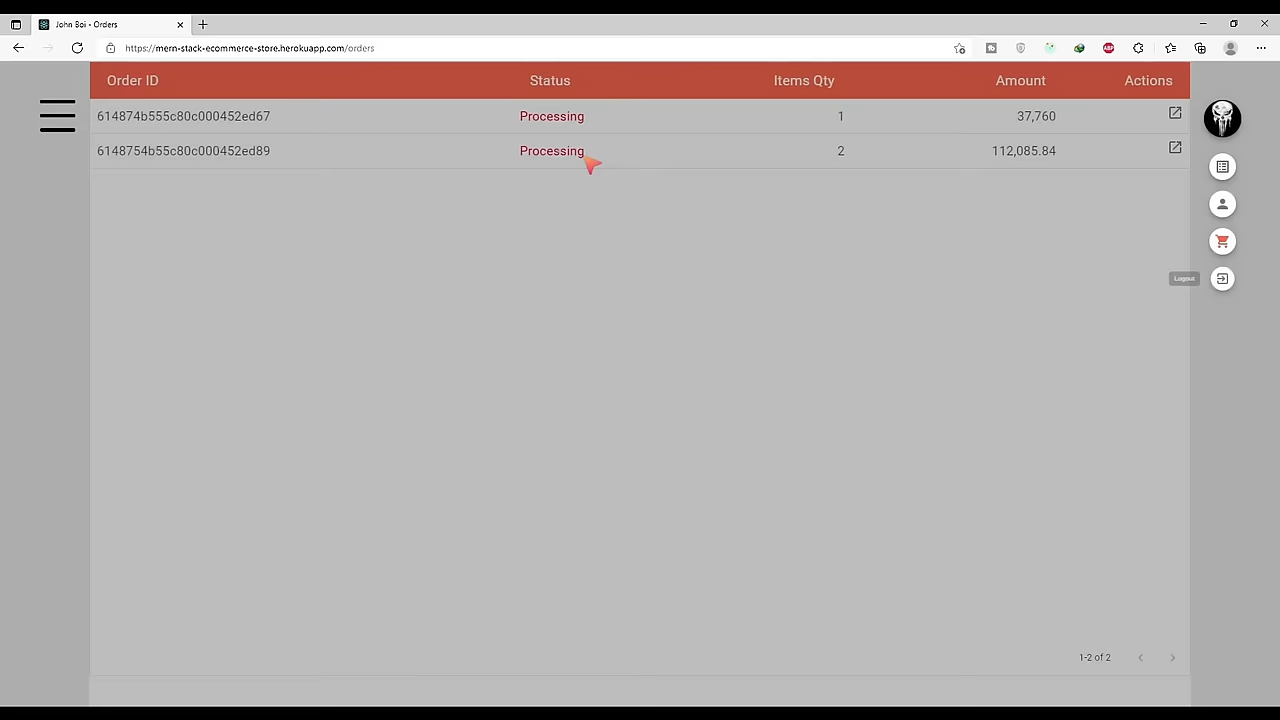 John Boi - Orders
https://mern-stack-ecommerce-store.herokuapp.com/orders
ABP
Order ID Status Items Qty Amount Actions
614874b555c80c000452ed67 Processing 1 37,760
6148754b55c80c000452ed89 Processing 2 112,085.84
Logout
1-2 of 2